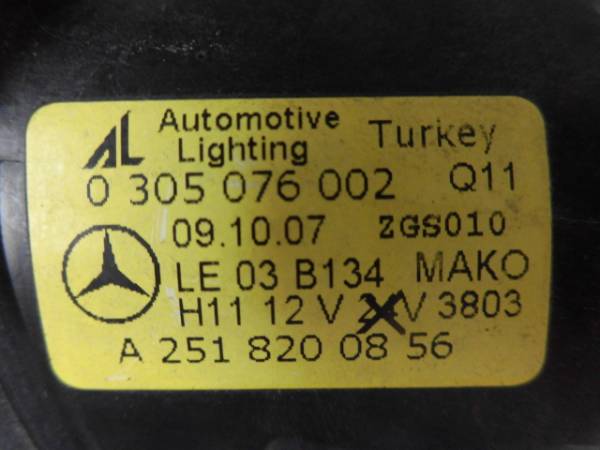 AL Automotive Lighting Turkey
0 305 076 002 Q11
09.10.07 ZGS010
LE 03 B134 MAKO
H11 12 V V 3803
A 251 820 08 56